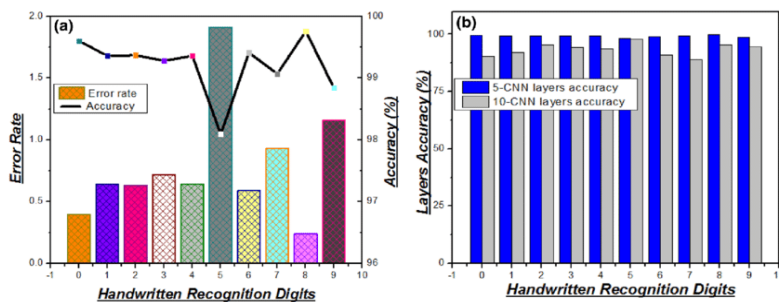 (a)
Error rate
Accuracy
2.0
1.5
1.0
0.5
0.0
100
99
98
97
96
-1 0 1 2 3 4 5 6 7 8 9 10
Error Rate
Accuracy(%)
Handwritten Recognition Digits
(b)
5-CNN layers accuracy
10-CNN layers accuracy
100
75
50
25
0
-1 0 1 2 3 4 5 6 7 8 9 1
Layers Accuracy(%)
Handwritten Recognition Digits